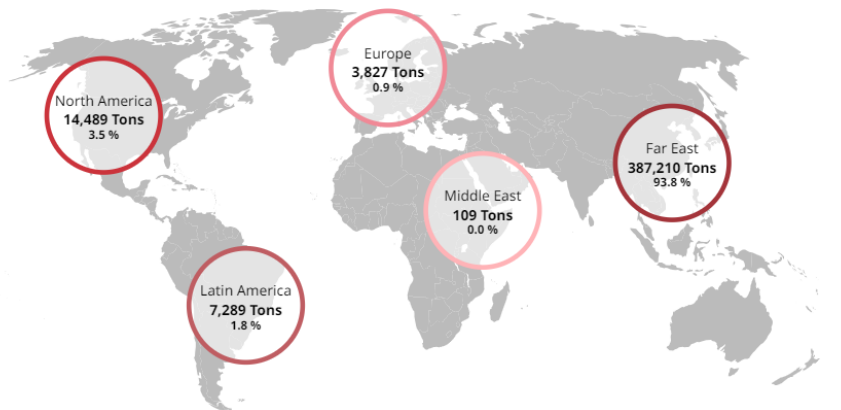 Europe
3,827 Tons
0.9 %
North America
14,489 Tons
3.5 %
Far East
387,210 Tons
93.8 %
Middle East
109 Tons
0.0 %
Latin America
7,289 Tons
1.8 %